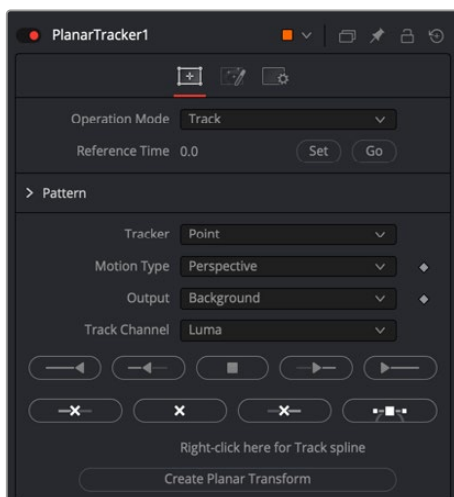 PlanarTracker1
Operation Mode Track
Reference Time 0.0 Set Go
Pattern
Tracker Point
Motion Type Perspective
Output Background
Track Channel Luma
Right-click here for Track spline
Create Planar Transform